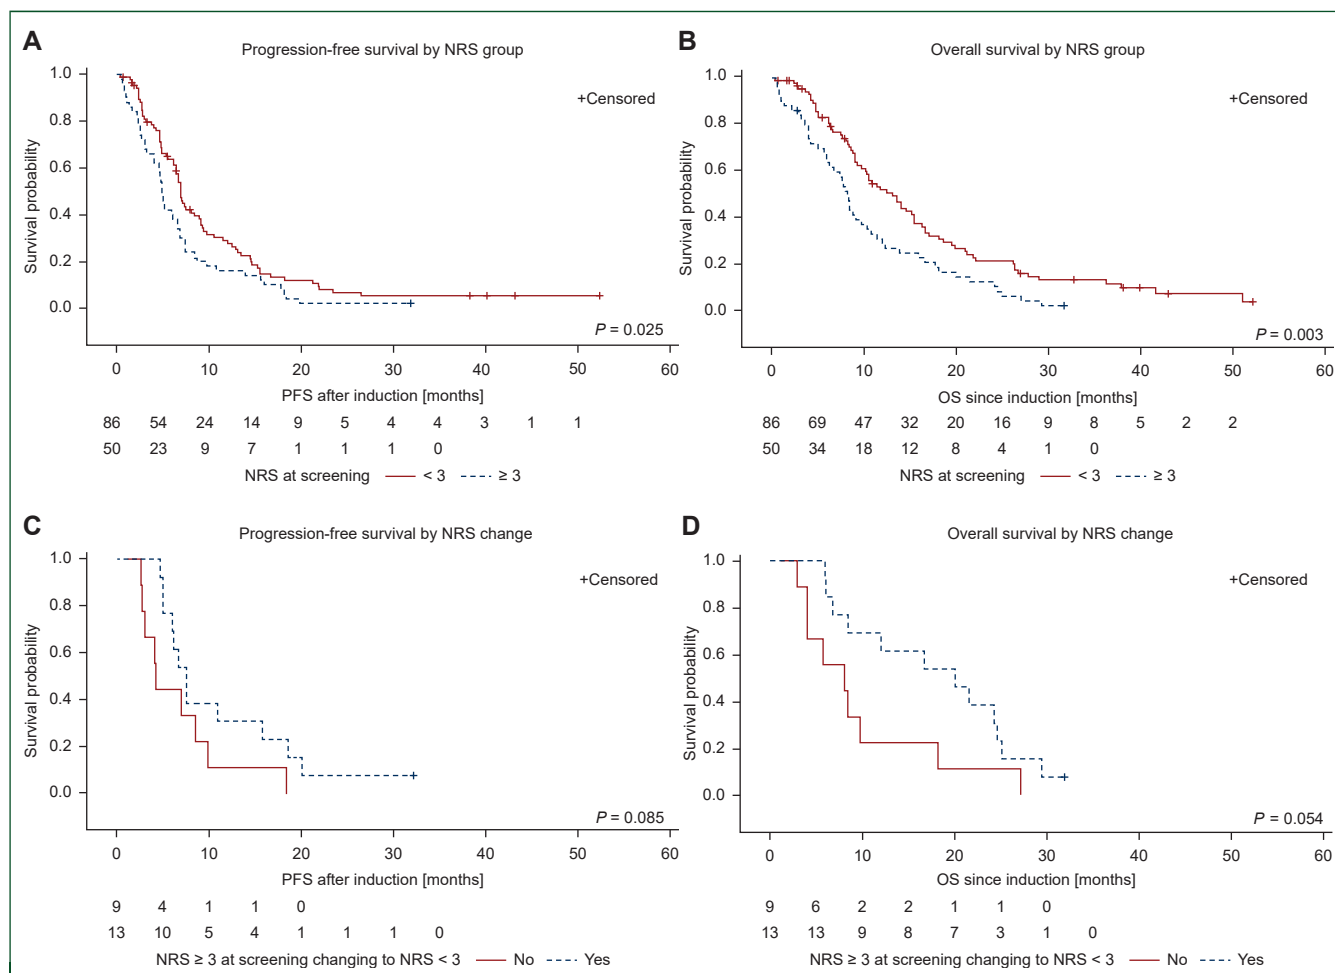 A
Progression-free survival by NRS group
+Censored
Survival probability
1.0
0.8
0.6
0.4
0.2
0.0
P = 0.025
0 10 20 30 40 50 60
PFS after induction [months]
86 54 24 14 9 5 4 4 3 1 1
50 23 9 7 1 1 1 0
NRS at screening < 3 ≥ 3
B
Overall survival by NRS group
+Censored
Survival probability
1.0
0.8
0.6
0.4
0.2
0.0
P = 0.003
0 10 20 30 40 50 60
OS since induction [months]
86 69 47 32 20 16 9 8 5 2 2
50 34 18 12 8 4 1 0
NRS at screening < 3 ≥ 3
C
Progression-free survival by NRS change
+Censored
Survival probability
1.0
0.8
0.6
0.4
0.2
0.0
P = 0.085
0 10 20 30 40 50 60
PFS after induction [months]
9 4 1 1 0
13 10 5 4 1 1 1 0
NRS ≥ 3 at screening changing to NRS < 3 No Yes
D
Overall survival by NRS change
+Censored
Survival probability
1.0
0.8
0.6
0.4
0.2
0.0
P = 0.054
0 10 20 30 40 50 60
OS since induction [months]
9 6 2 2 1 1 0
13 13 9 8 7 3 1 0
NRS ≥ 3 at screening changing to NRS < 3 No Yes